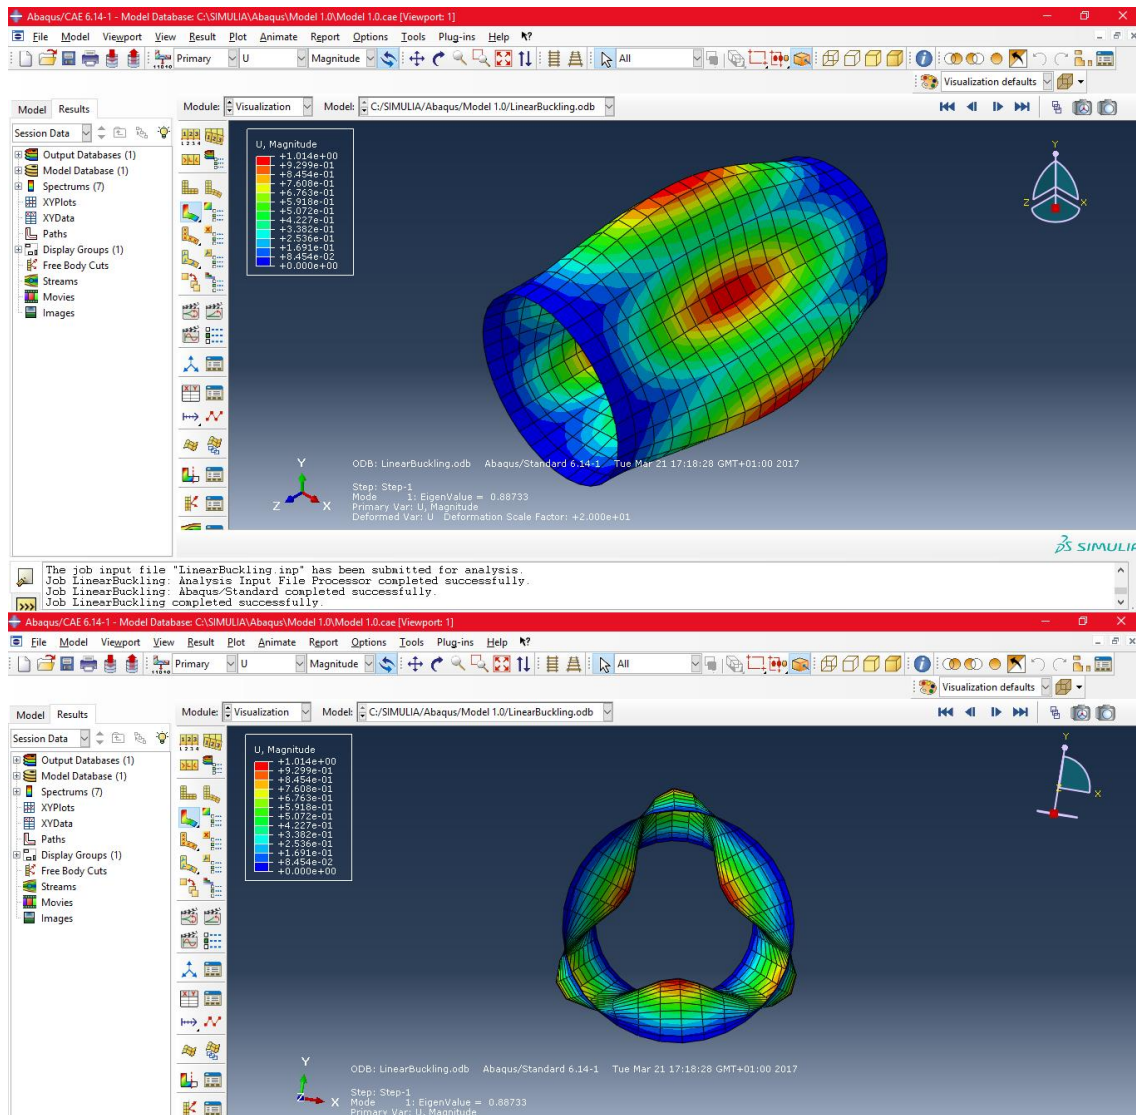 Abaqus/CAE 6.14-1 - Model Database: C:\SIMULIA\Abaqus\Model 1.0\Model 1.0.cae [Viewport: 1]
File Model Viewport View Result Plot Animate Report Options Tools Plug-ins Help
Primary U Magnitude All
Visualization defaults
Model Results Module: Visualization Model: C:/SIMULIA/Abaqus/Model 1.0/LinearBuckling.odb
Session Data
Output Databases (1)
Model Database (1)
Spectrums (7)
XYPlots
XYData
Paths
Display Groups (1)
Free Body Cuts
Streams
Movies
Images
U, Magnitude
+1.014e+00
+9.299e-01
+8.454e-01
+7.608e-01
+6.763e-01
+5.918e-01
+5.072e-01
+4.227e-01
+3.382e-01
+2.536e-01
+1.691e-01
+8.454e-02
+0.000e+00
Y
Z
X
Y
Z
X
ODB: LinearBuckling.odb Abaqus/Standard 6.14-1 Tue Mar 21 17:18:28 GMT+01:00 2017
Step: Step-1
Mode 1: EigenValue = 0.88733
Primary Var: U, Magnitude
Deformed Var: U Deformation Scale Factor: +2.000e+01
SIMULIA
The job input file "LinearBuckling.inp" has been submitted for analysis.
Job LinearBuckling: Analysis Input File Processor completed successfully.
Job LinearBuckling: Abaqus/Standard completed successfully.
Job LinearBuckling completed successfully.
Abaqus/CAE 6.14-1 - Model Database: C:\SIMULIA\Abaqus\Model 1.0\Model 1.0.cae [Viewport: 1]
File Model Viewport View Result Plot Animate Report Options Tools Plug-ins Help
Primary U Magnitude All
Visualization defaults
Model Results Module: Visualization Model: C:/SIMULIA/Abaqus/Model 1.0/LinearBuckling.odb
Session Data
Output Databases (1)
Model Database (1)
Spectrums (7)
XYPlots
XYData
Paths
Display Groups (1)
Free Body Cuts
Streams
Movies
Images
U, Magnitude
+1.014e+00
+9.299e-01
+8.454e-01
+7.608e-01
+6.763e-01
+5.918e-01
+5.072e-01
+4.227e-01
+3.382e-01
+2.536e-01
+1.691e-01
+8.454e-02
+0.000e+00
Y
X
Y
Z
X
ODB: LinearBuckling.odb Abaqus/Standard 6.14-1 Tue Mar 21 17:18:28 GMT+01:00 2017
Step: Step-1
Mode 1: EigenValue = 0.88733
Primary Var: U, Magnitude